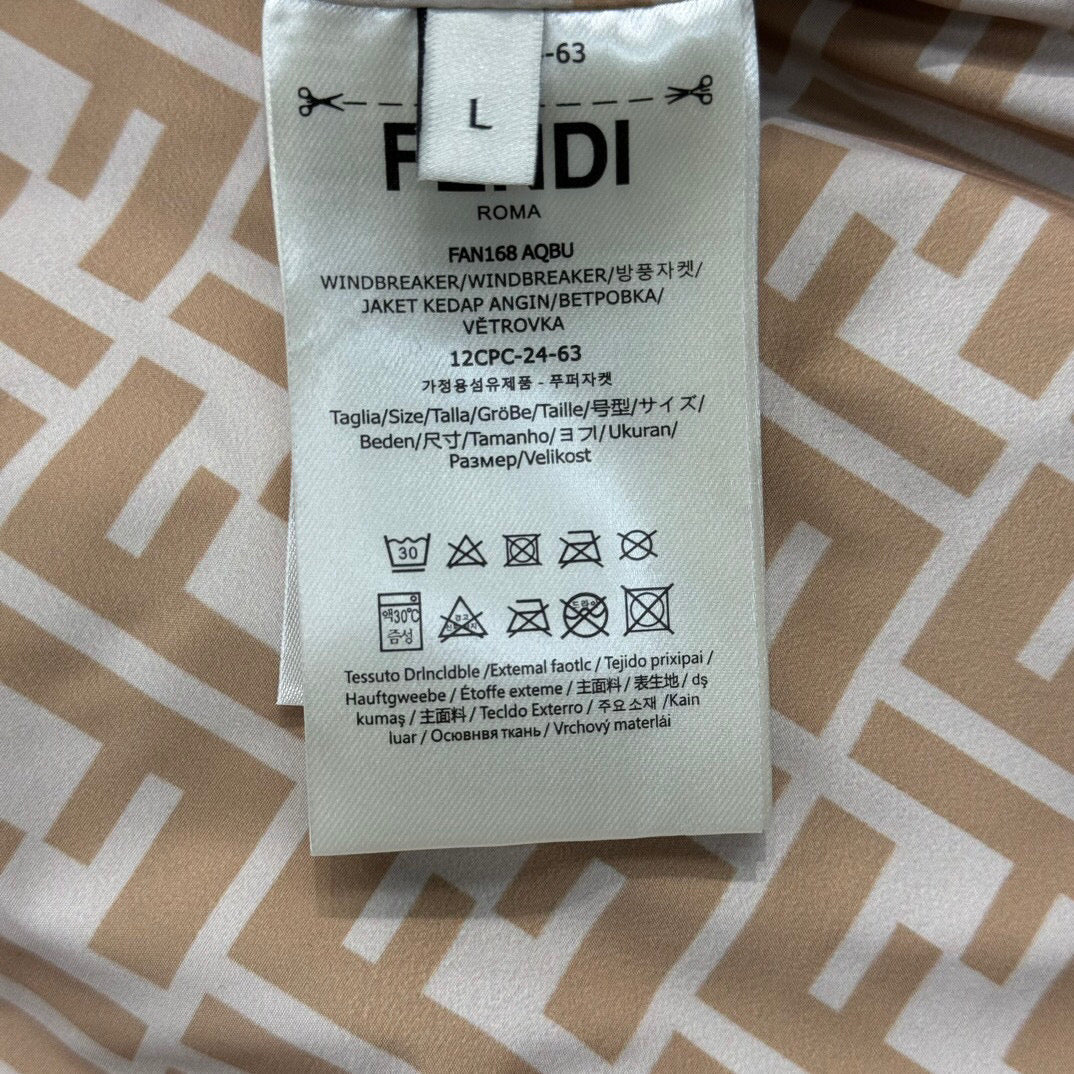 -63
L
FENDI
ROMA
FAN168 AQBU
WINDBREAKER/WINDBREAKER/방풍자켓/
JAKET KEDAP ANGIN/ВЕТРОВКА/
VĚTROVKA
12CPC-24-63
가정용섬유제품 - 푸퍼자켓
Taglia/Size/Talla/GröBe/Taille/号型/サイズ/
Beden/尺寸/Tamanho/ヨ기/Ukuran/
Размер/Velikost
30
액30℃
즘성
Tessuto DrIncldble /Extemal faotlc / Tejido prixipai /
Hauftgweebe / Étoffe exteme / 主面料 / 表生地 / dş
kumaş / 主面料 / Tecldo Exterro / 주요 소재 /Kain
luar / Осювнвя ткань / Vrchový materlái